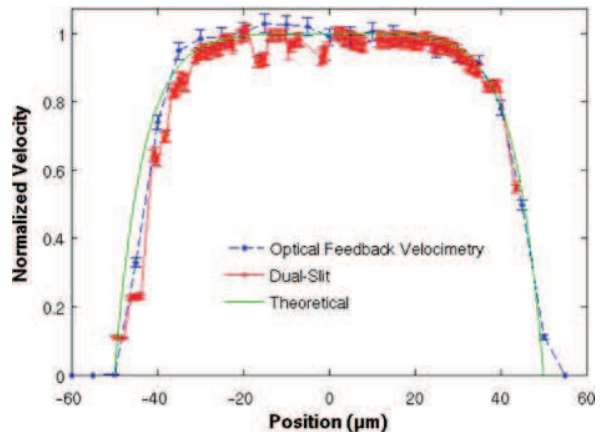 Normalized Velocity
1
0.8
0.6
0.4
0.2
0
Optical Feedback Velocimetry
Dual-Slit
Theoretical
-60 -40 -20 0 20 40 60
Position (µm)